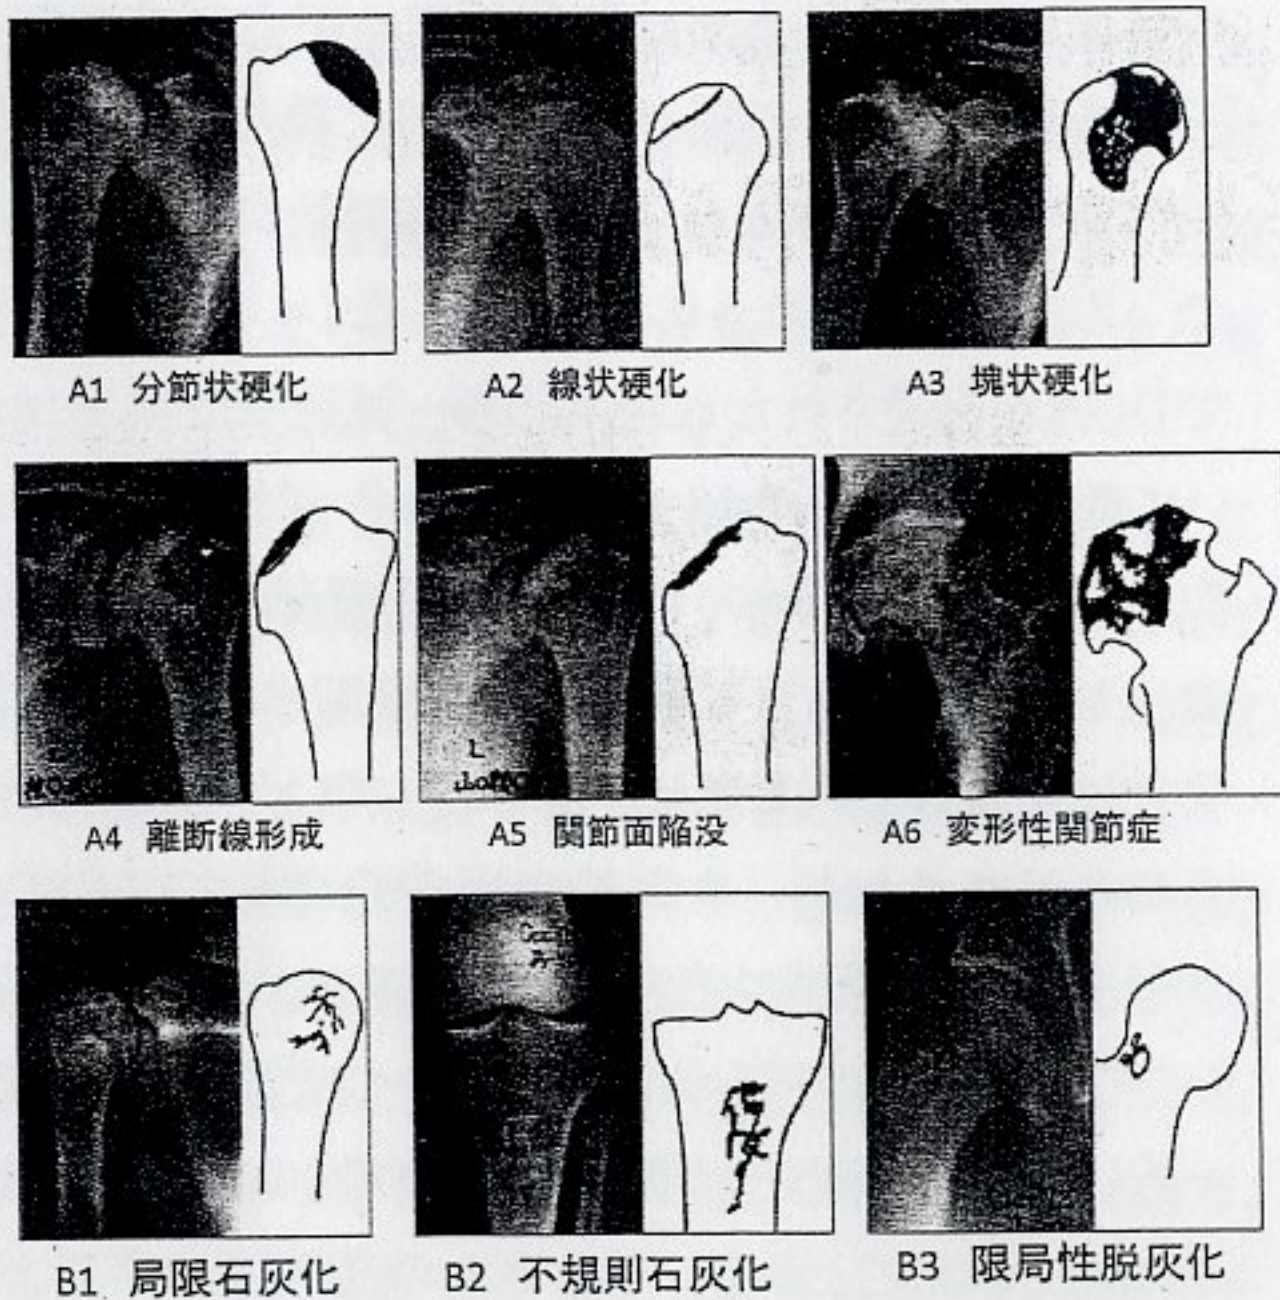 A1 分節状硬化
A2 線状硬化
A3 塊状硬化
L
A4 離断線形成
A5 関節面陥没
A6 変形性関節症
B1 局限石灰化
B2 不規則石灰化
B3 限局性脱灰化